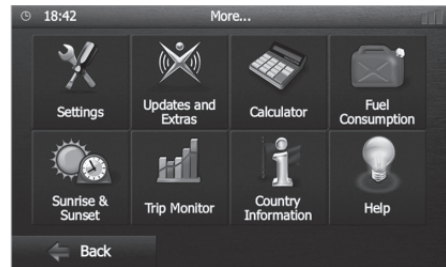 18:42 More...
Settings
Updates and
Extras
Calculator
Fuel
Consumption
Sunrise &
Sunset
Trip Monitor
Country
Information
Help
Back